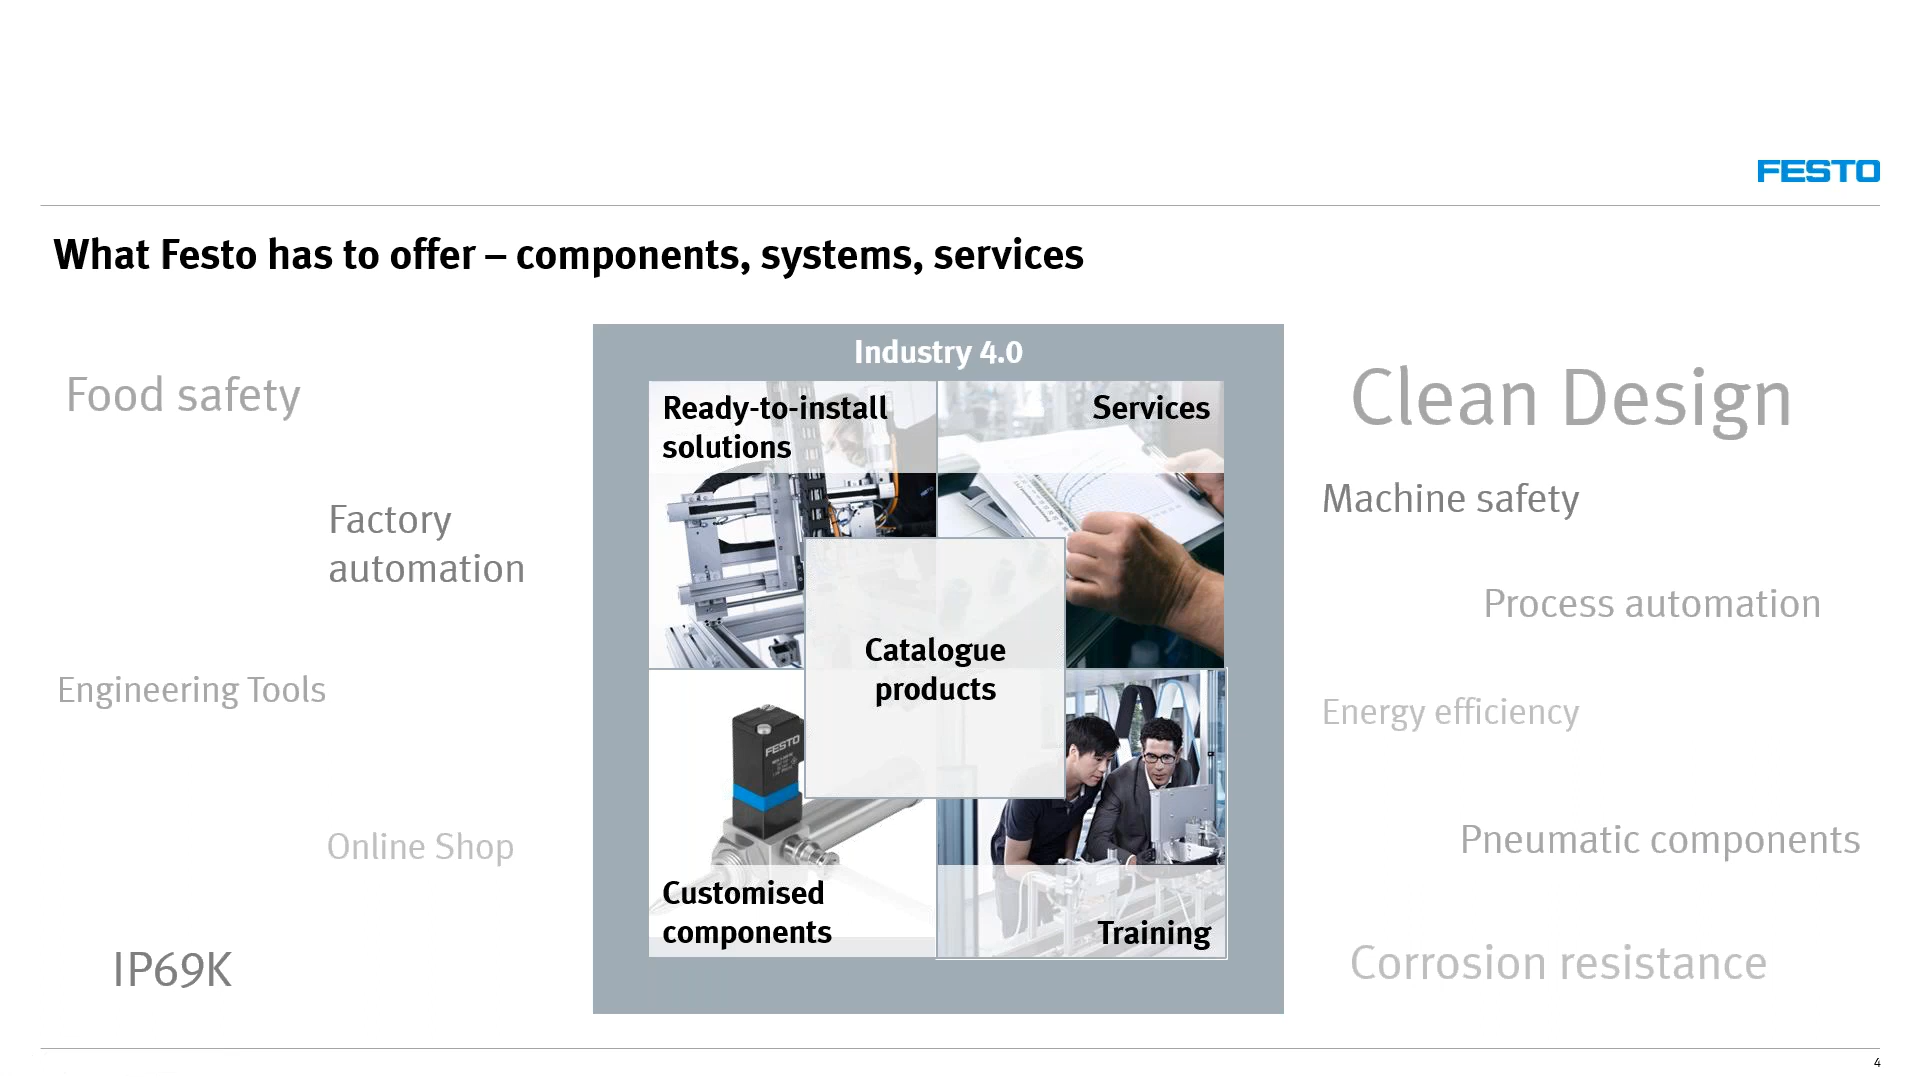 FESTO
What Festo has to offer – components, systems, services
Industry 4.0
Food safety
Factory
automation
Engineering Tools
Online Shop
IP69K
Ready-to-install
solutions
Services
Catalogue
products
FESTO
Customised
components
Training
Clean Design
Machine safety
Process automation
Energy efficiency
Pneumatic components
Corrosion resistance
4